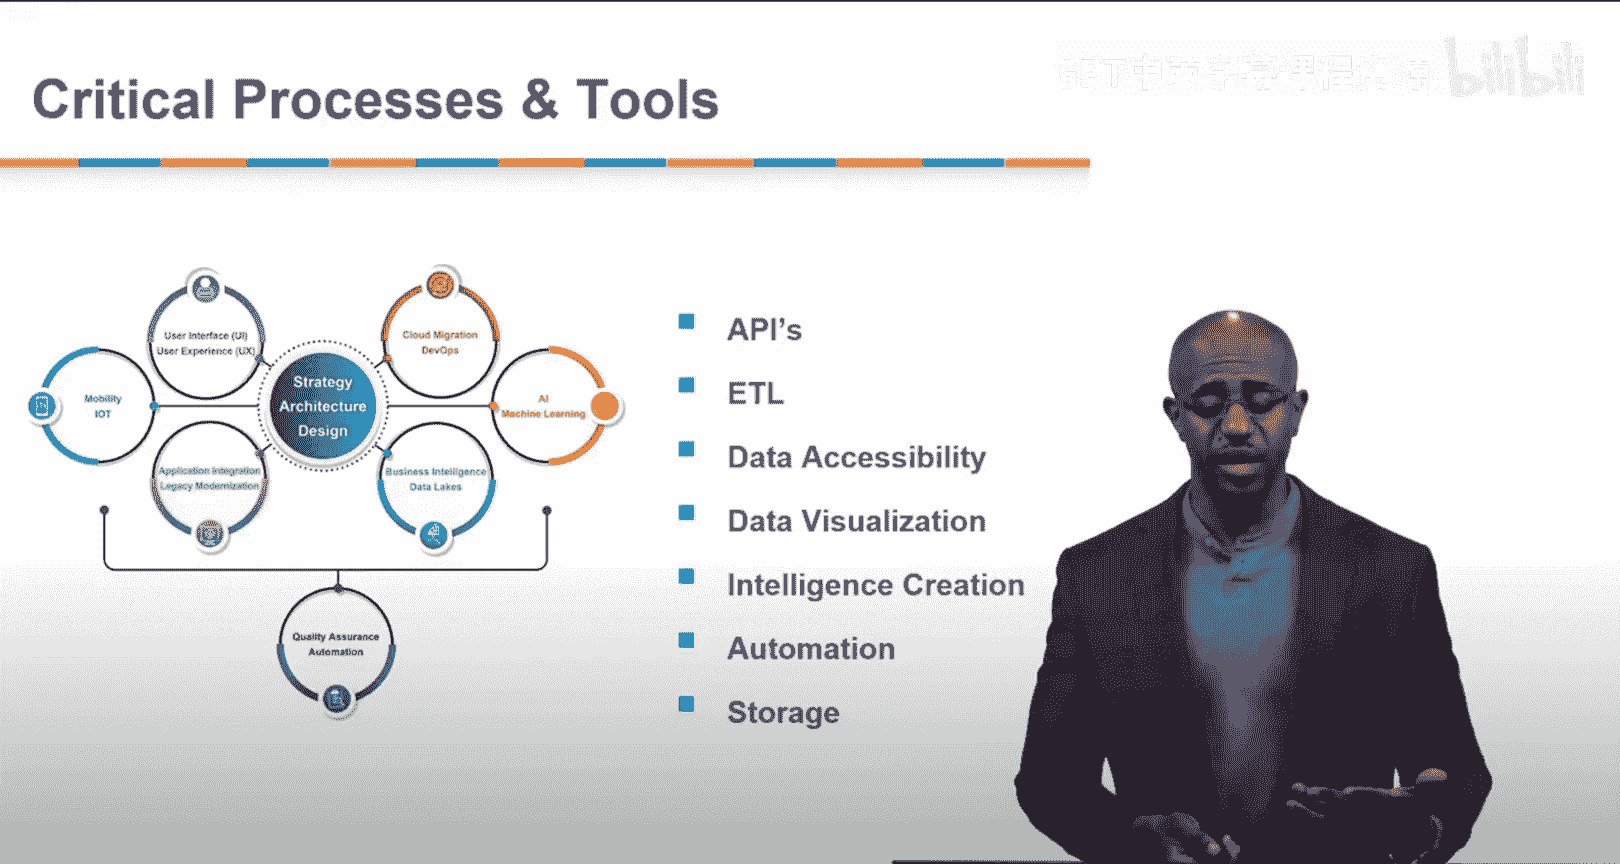 Critical Processes & Tools
bilibili
User Interface (UI)
User Experience (UX)
Cloud Migration
DevOps
Mobility
IOT
Strategy
Architecture
Design
AI
Machine Learning
Application Integration
Legacy Modernization
Business Intelligence
Data Lakes
Quality Assurance
Automation
API's
ETL
Data Accessibility
Data Visualization
Intelligence Creation
Automation
Storage